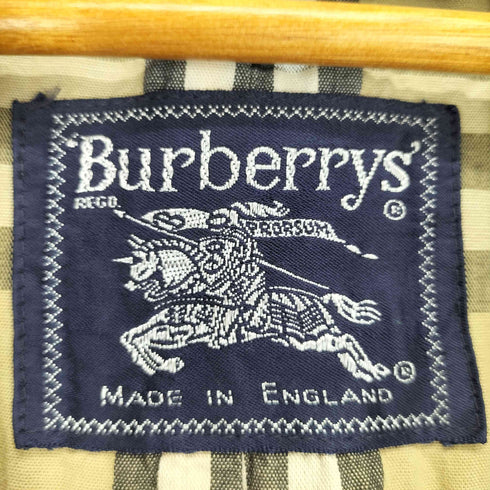 'Burberrys'
REGD. ®
PRORSUM
®
MADE IN ENGLAND